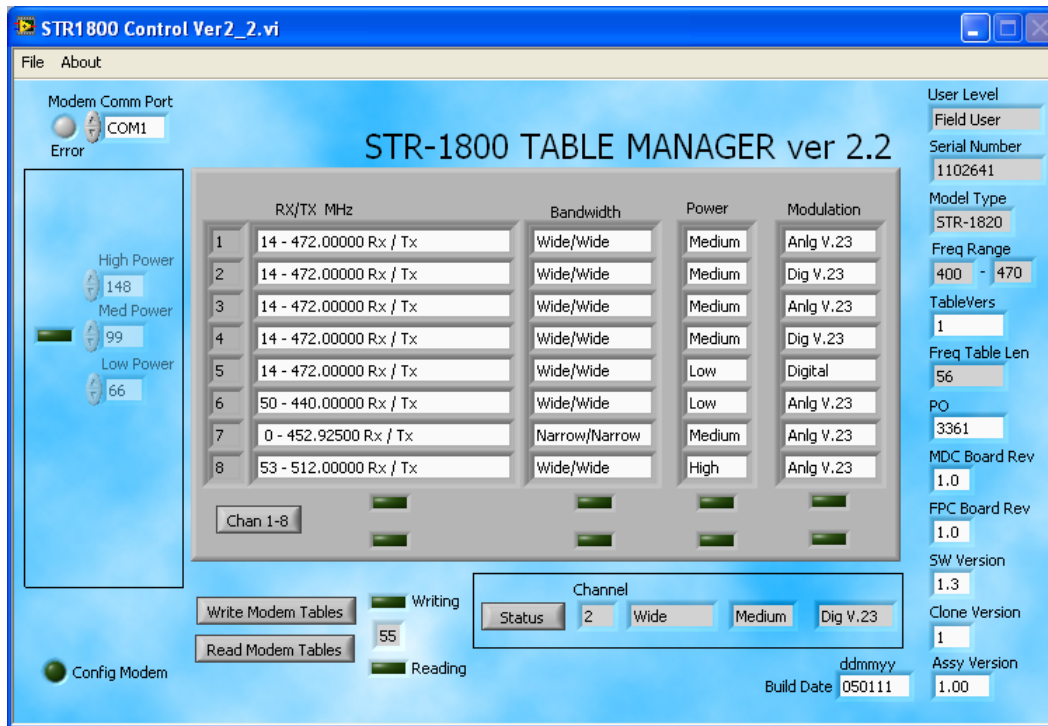 STR1800 Control Ver2_2.vi
File About
Modem Comm Port
COM1
Error
STR-1800 TABLE MANAGER ver 2.2
High Power
148
Med Power
99
Low Power
66
RX/TX MHz Bandwidth Power Modulation
1 14 - 472.00000 Rx / Tx Wide/Wide Medium Anlg V.23
2 14 - 472.00000 Rx / Tx Wide/Wide Medium Dig V.23
3 14 - 472.00000 Rx / Tx Wide/Wide Medium Anlg V.23
4 14 - 472.00000 Rx / Tx Wide/Wide Medium Dig V.23
5 14 - 472.00000 Rx / Tx Wide/Wide Low Digital
6 50 - 440.00000 Rx / Tx Wide/Wide Low Anlg V.23
7 0 - 452.92500 Rx / Tx Narrow/Narrow Medium Anlg V.23
8 53 - 512.00000 Rx / Tx Wide/Wide High Anlg V.23
Chan 1-8
Write Modem Tables
Writing
55
Read Modem Tables
Reading
Channel
Status 2 Wide Medium Dig V.23
Config Modem
ddmmyy
Build Date 050111
User Level
Field User
Serial Number
1102641
Model Type
STR-1820
Freq Range
400 - 470
TableVers
1
Freq Table Len
56
PO
3361
MDC Board Rev
1.0
FPC Board Rev
1.0
SW Version
1.3
Clone Version
1
Assy Version
1.00